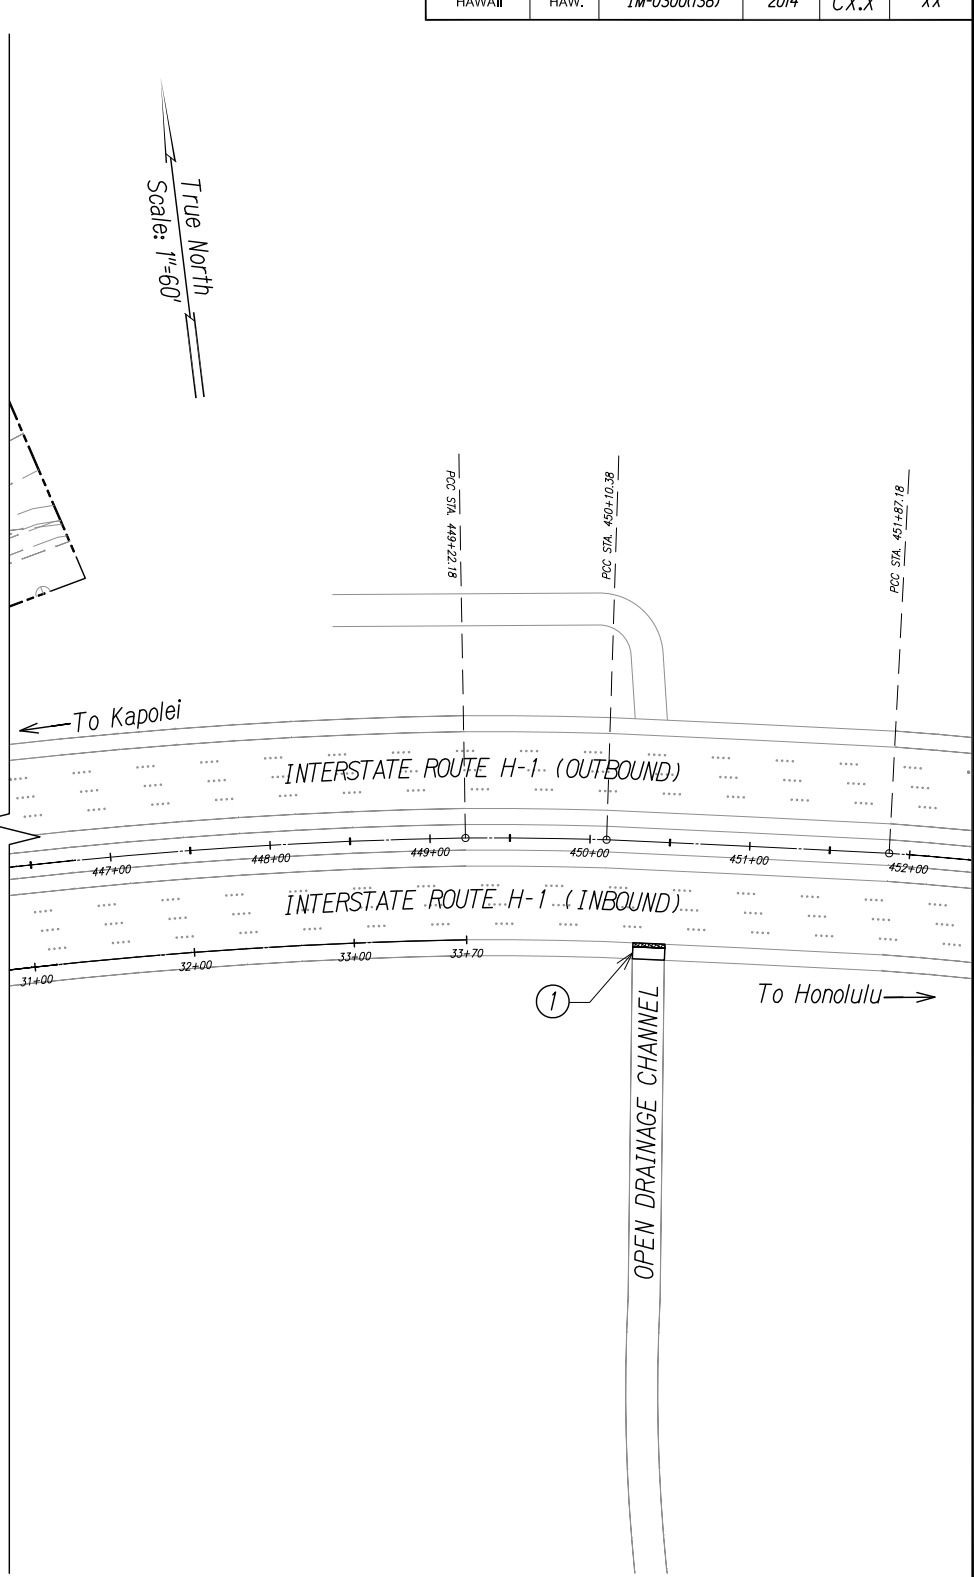 HAWAII HAW. IM-0300(138) 2014 CX.X XX
True North
Scale: 1"=60'
PCC STA. 449+22.18
PCC STA. 450+10.38
PCC STA. 451+87.18
To Kapolei
INTERSTATE ROUTE H-1 (OUTBOUND)
447+00 448+00 449+00 450+00 451+00 452+00
INTERSTATE ROUTE H-1 (INBOUND)
31+00 32+00 33+00 33+70
1
To Honolulu
OPEN DRAINAGE CHANNEL